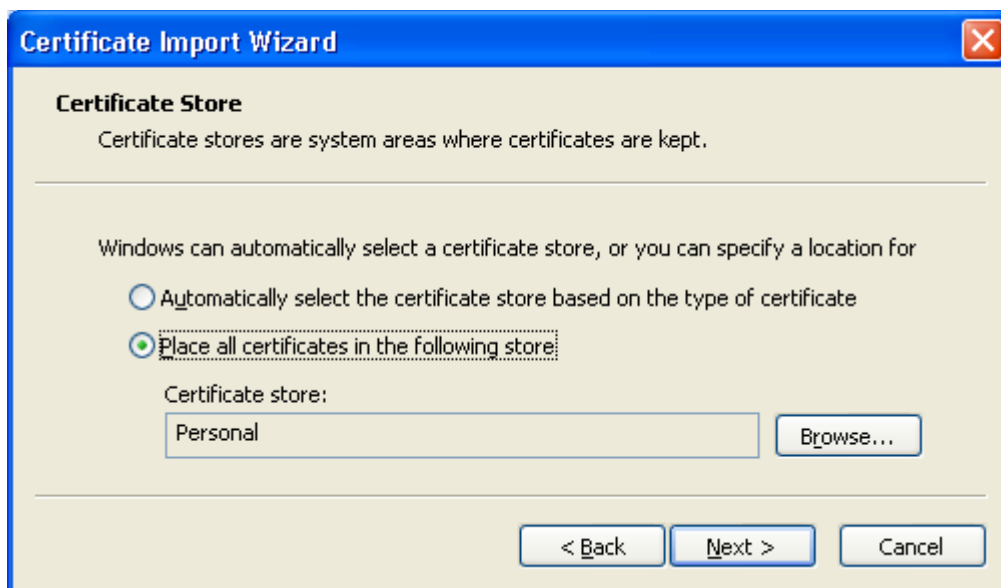 Certificate Import Wizard
Certificate Store
Certificate stores are system areas where certificates are kept.
Windows can automatically select a certificate store, or you can specify a location for
Automatically select the certificate store based on the type of certificate
Place all certificates in the following store
Certificate store:
Personal
Browse...
< Back
Next >
Cancel